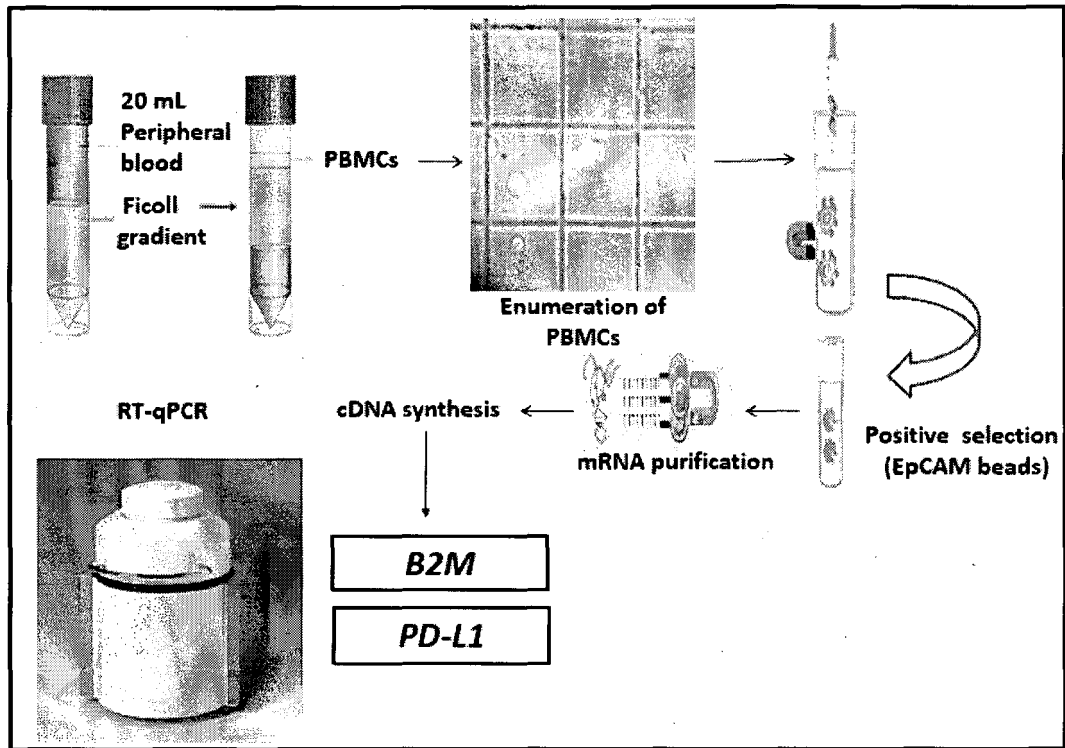 20 mL
Peripheral
blood
Ficoll
gradient
PBMCs
Enumeration of
PBMCs
Positive selection
(EpCAM beads)
mRNA purification
cDNA synthesis
RT-qPCR
B2M
PD-L1